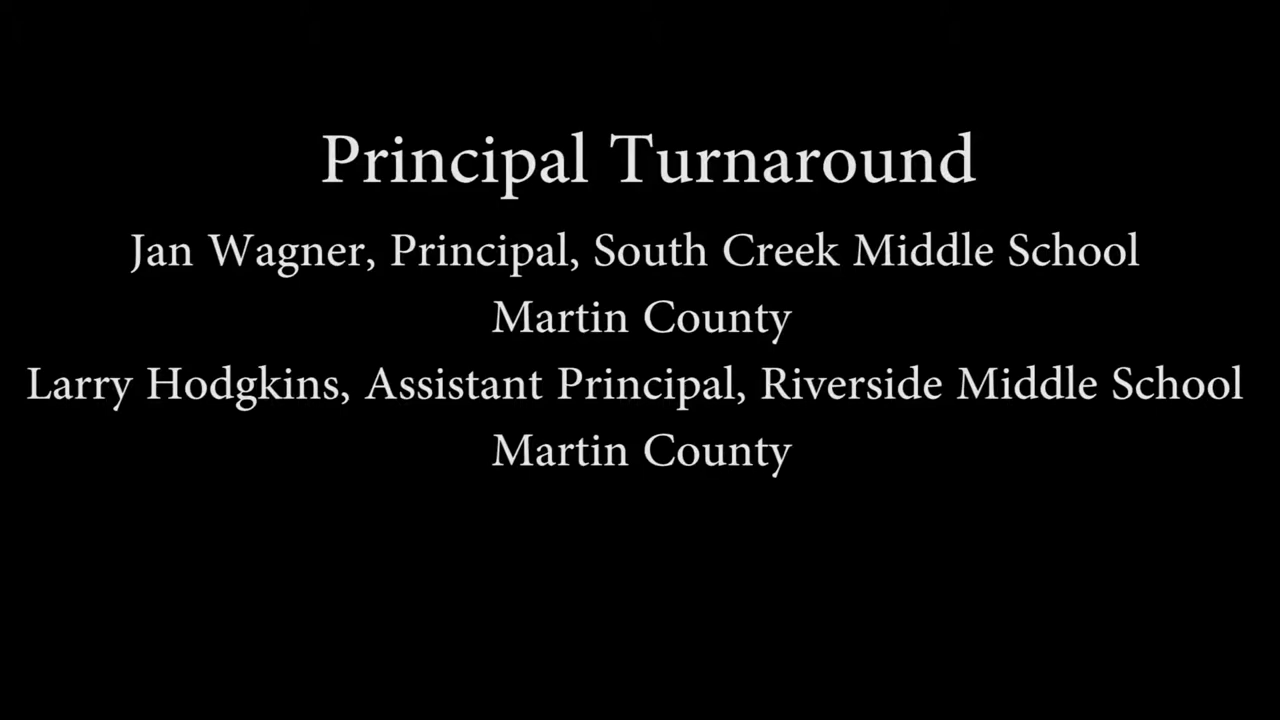 Principal Turnaround
Jan Wagner, Principal, South Creek Middle School
Martin County
Larry Hodgkins, Assistant Principal, Riverside Middle School
Martin County